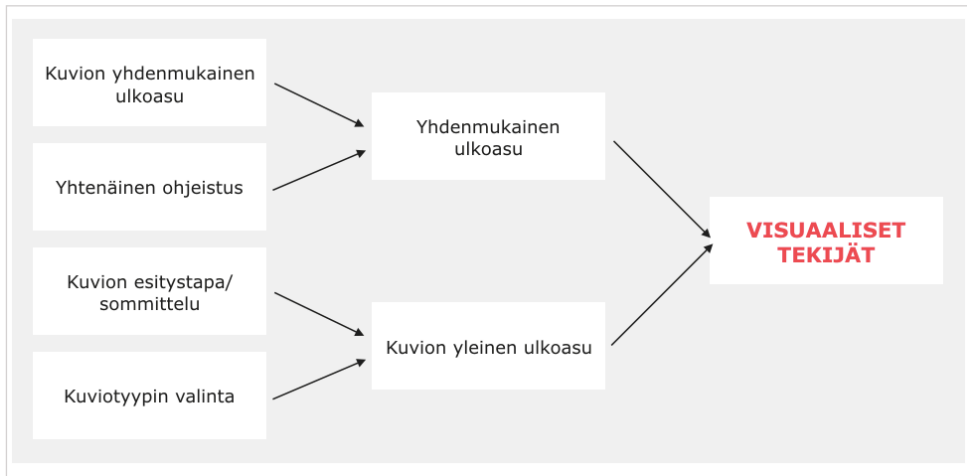 Kuvion yhdenmukainen
ulkoasu
Yhtenäinen ohjeistus
Kuvion esitystapa/
sommittelu
Kuviotyypin valinta
Yhdenmukainen
ulkoasu
Kuvion yleinen ulkoasu
VISUAALISET
TEKIJÄT